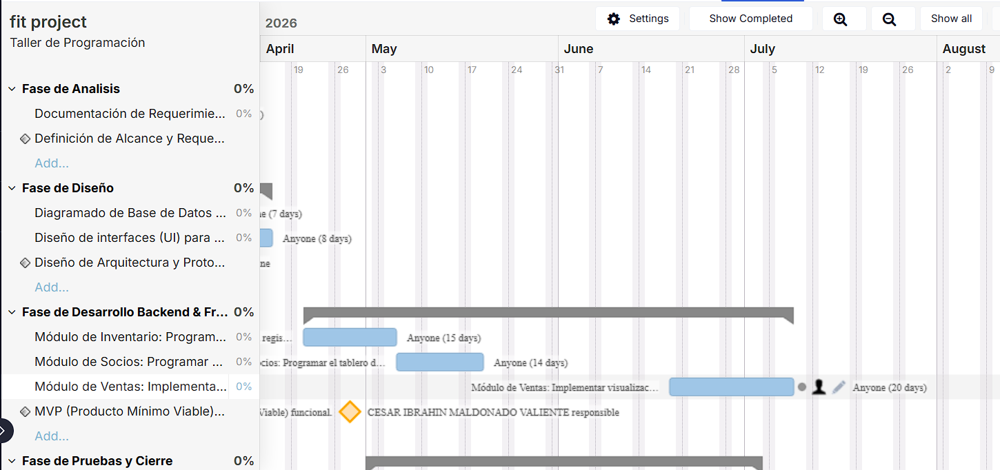 fit project
Taller de Programación
2026
Settings
Show Completed
Show all
April May June July August
19 26 3 10 17 24 31 7 14 21 28 5 12 19 26 2 9
Fase de Analisis 0%
Documentación de Requerimie... 0% )
Definición de Alcance y Reque...
Add...
Fase de Diseño 0%
Diagramado de Base de Datos ... 0% ne (7 days)
Diseño de interfaces (UI) para ... 0% Anyone (8 days)
Diseño de Arquitectura y Proto... ne
Add...
Fase de Desarrollo Backend & Fr... 0%
Módulo de Inventario: Program... 0% regis... Anyone (15 days)
Módulo de Socios: Programar ... 0% ocios: Programar el tablero d... Anyone (14 days)
Módulo de Ventas: Implementa... 0% Módulo de Ventas: Implementar visualizac... Anyone (20 days)
MVP (Producto Mínimo Viable)... Viable) funcional. CESAR IBRAHIN MALDONADO VALIENTE responsible
Add...
Fase de Pruebas y Cierre 0%